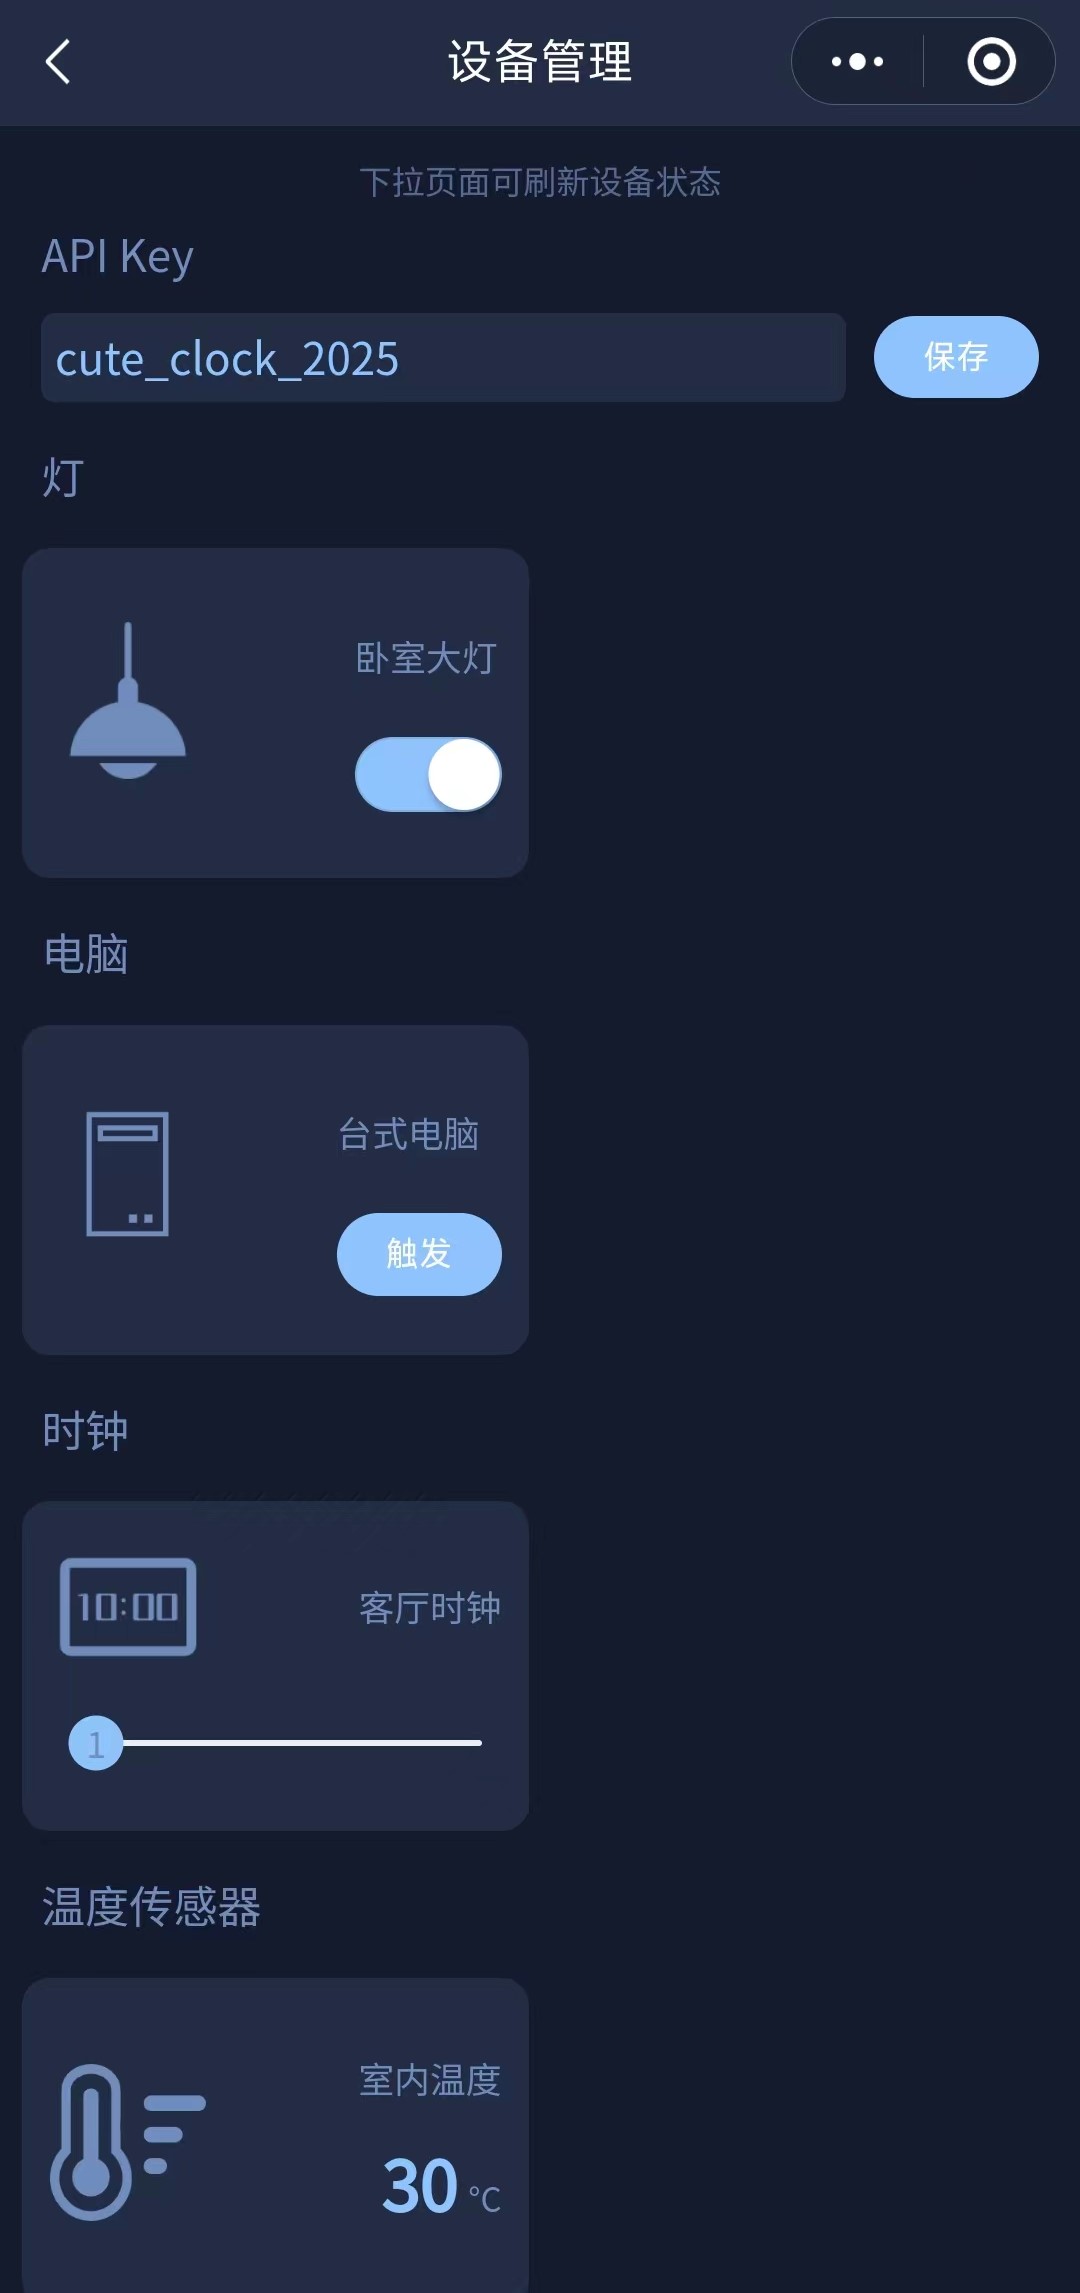 设备管理
下拉页面可刷新设备状态
API Key
cute_clock_2025
保存
灯
卧室大灯
电脑
台式电脑
触发
时钟
10:00
客厅时钟
1
温度传感器
室内温度
30 °C